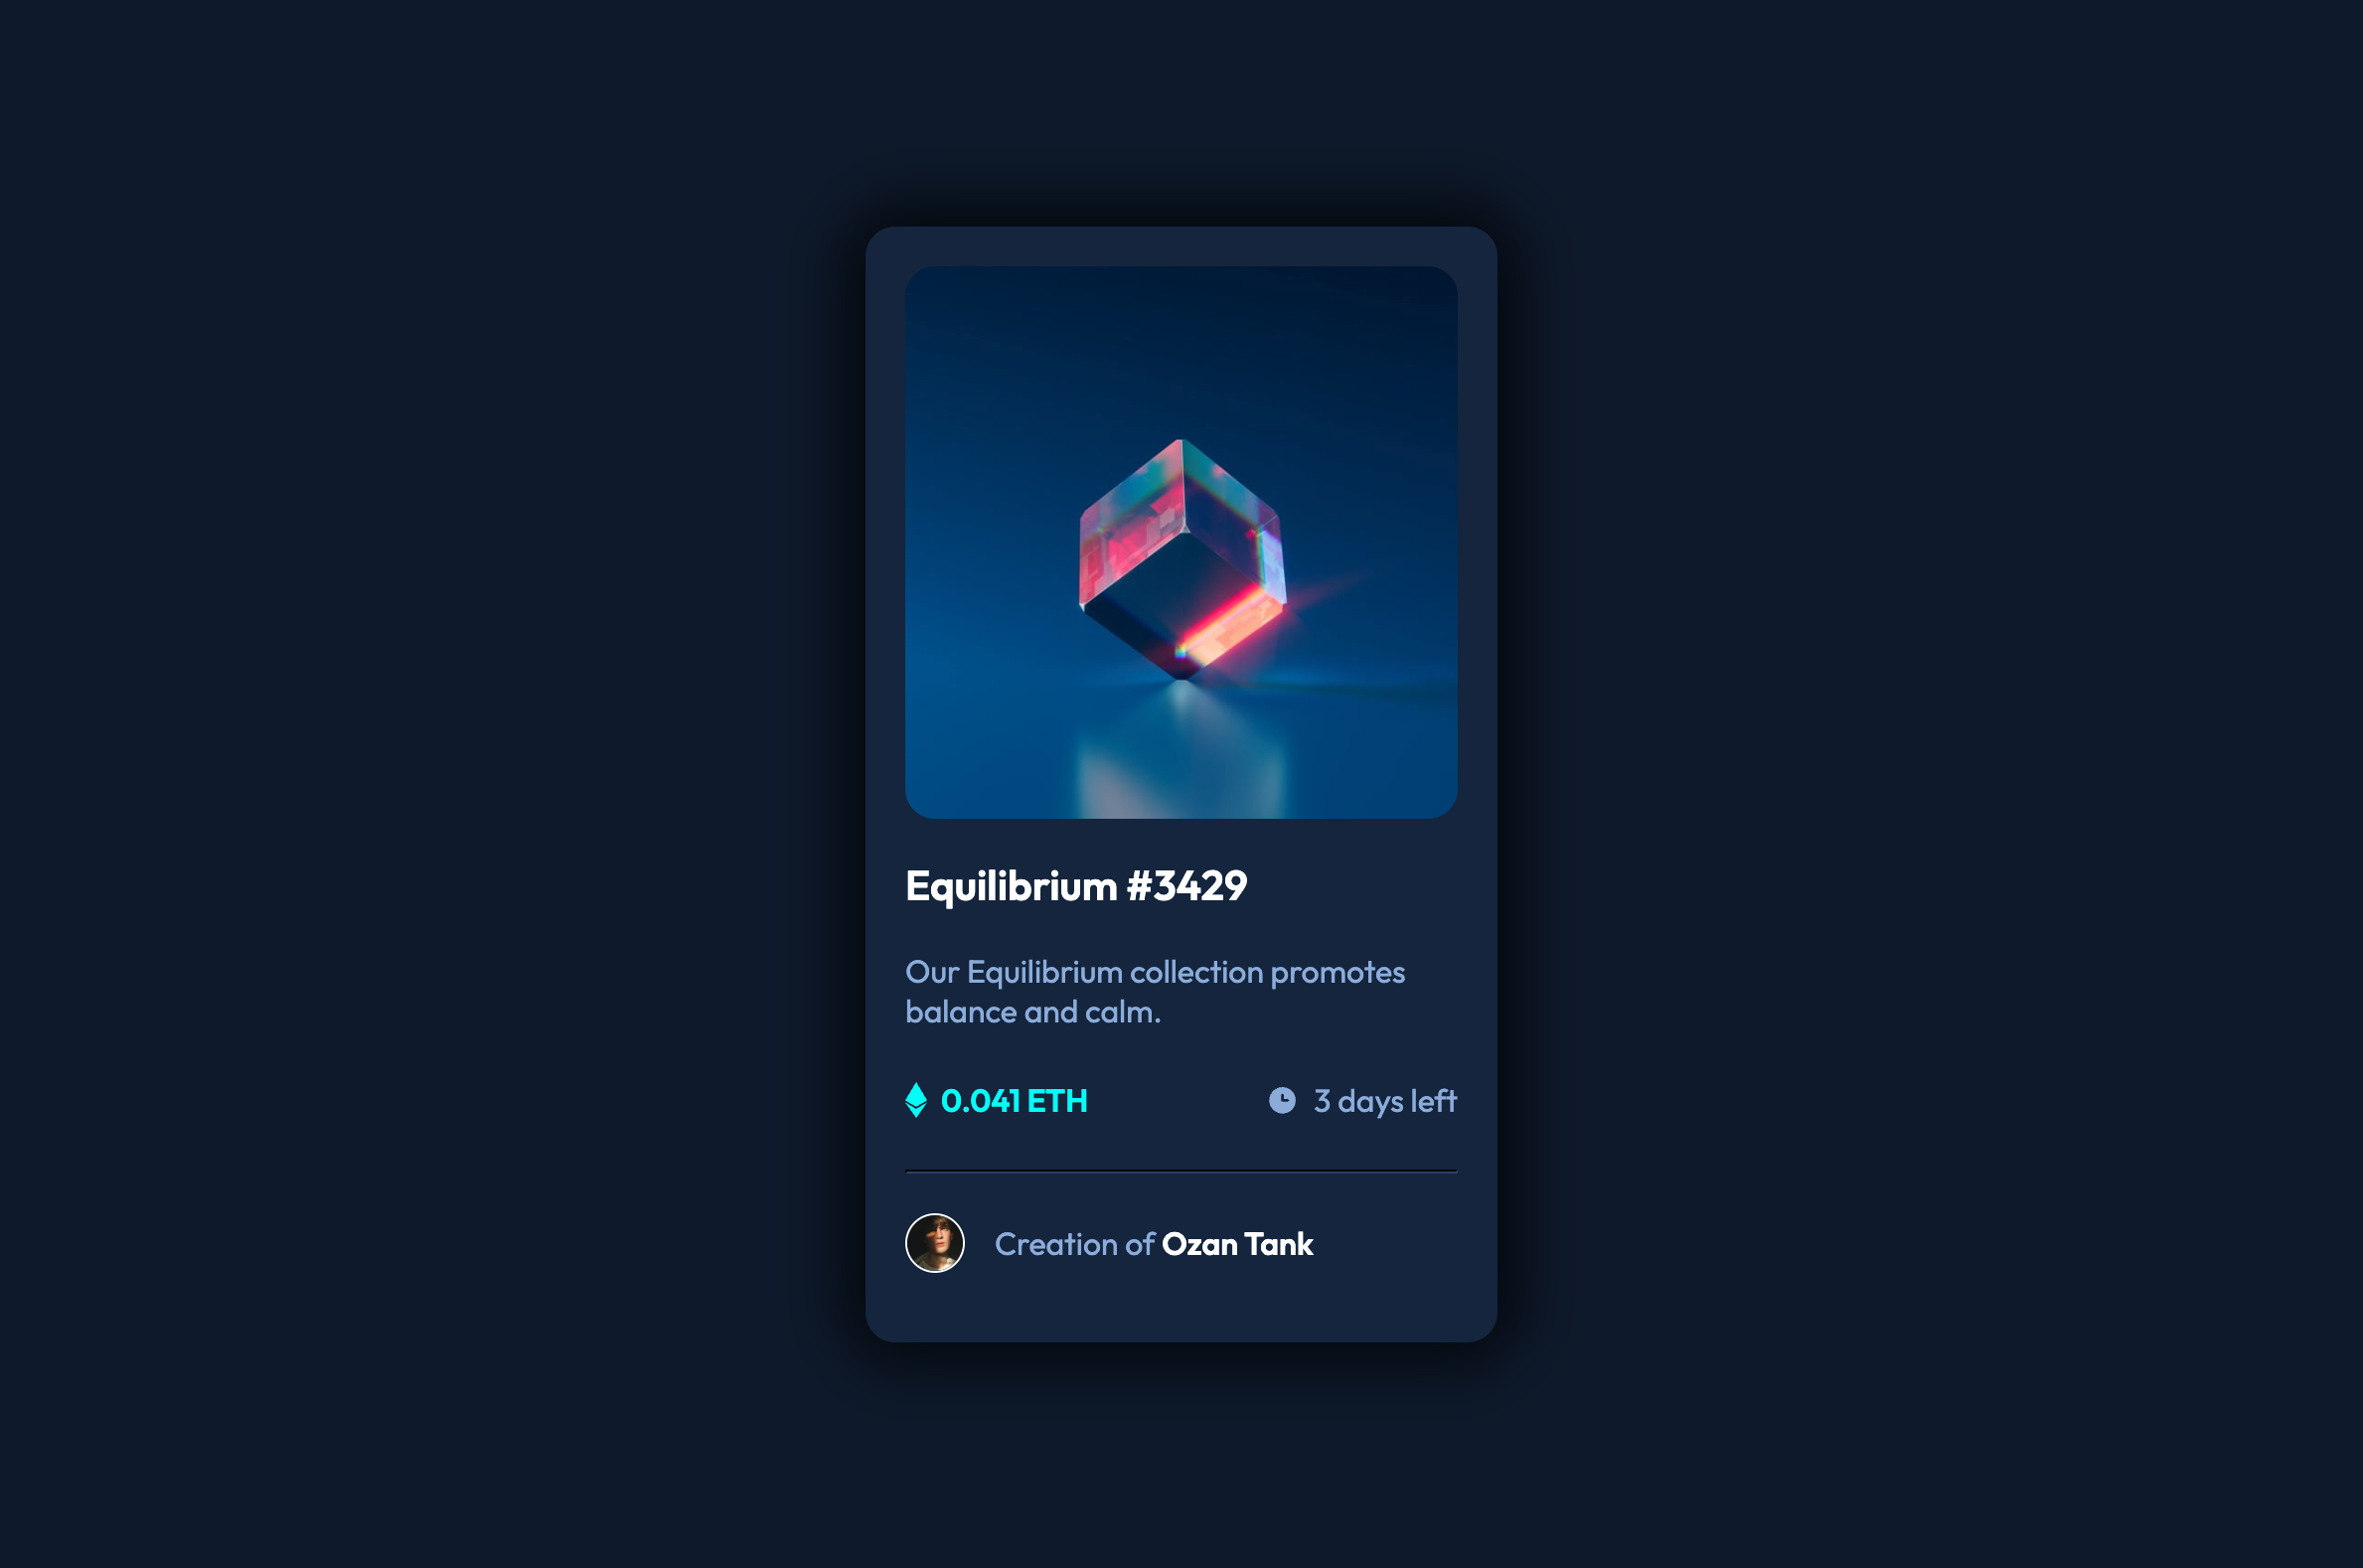 Equilibrium #3429
Our Equilibrium collection promotes
balance and calm.
0.041 ETH
3 days left
Creation of Ozan Tank